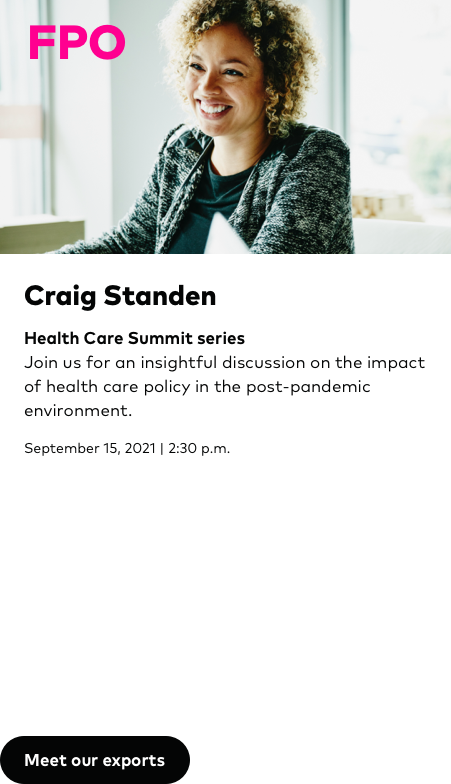 FPO
Craig Standen
Health Care Summit series
Join us for an insightful discussion on the impact
of health care policy in the post-pandemic
environment.
September 15, 2021 | 2:30 p.m.
Meet our exports